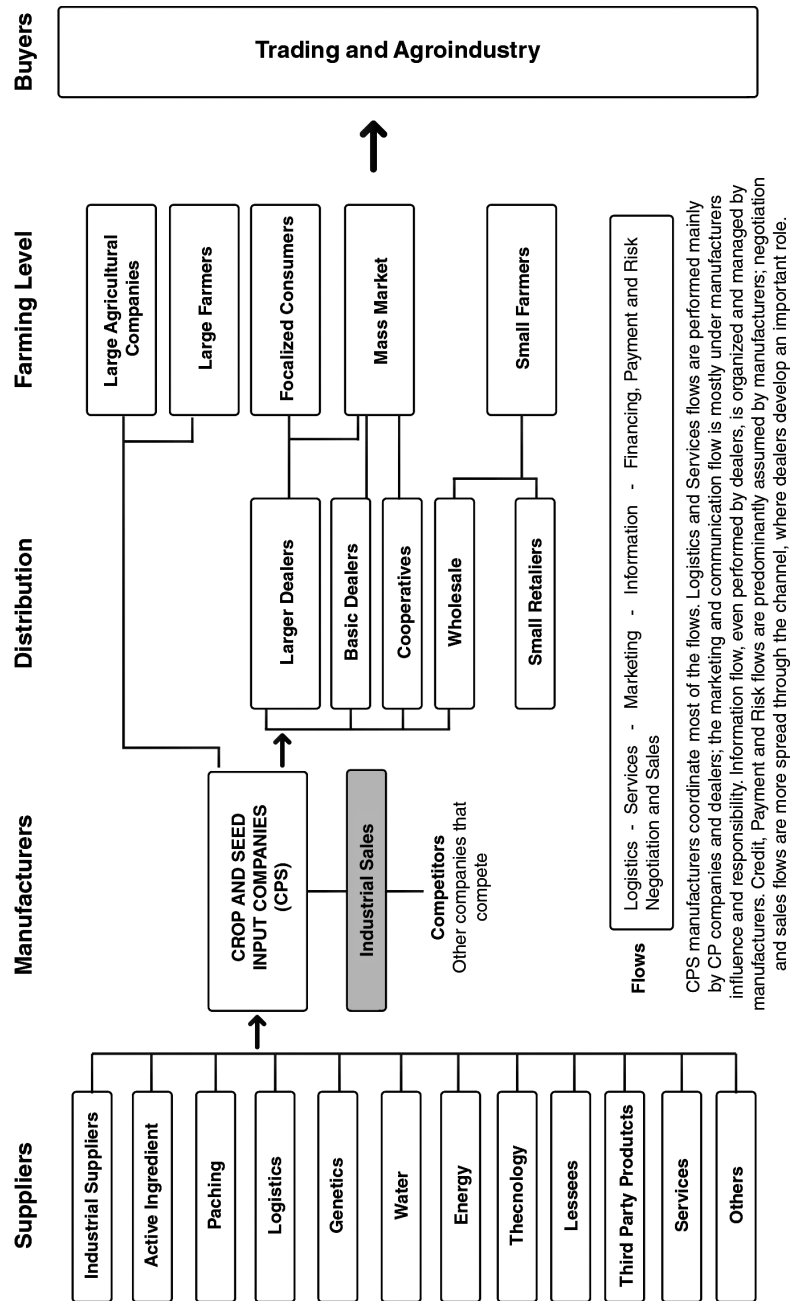 Suppliers
Industrial Suppliers
Active Ingredient
Paching
Logistics
Genetics
Water
Energy
Thecnology
Lessees
Third Party Produtcts
Services
Others
Manufacturers
CROP AND SEED
INPUT COMPANIES
(CPS)
Industrial Sales
Competitors
Other companies that
compete
Distribution
Larger Dealers
Basic Dealers
Cooperatives
Wholesale
Small Retaliers
Farming Level
Large Agricultural
Companies
Large Farmers
Focalized Consumers
Mass Market
Small Farmers
Buyers
Trading and Agroindustry
Flows
Logistics - Services - Marketing - Information - Financing, Payment and Risk
Negotiation and Sales
CPS manufacturers coordinate most of the flows. Logistics and Services flows are performed mainly
by CP companies and dealers; the marketing and communication flow is mostly under manufacturers
influence and responsibility. Information flow, even performed by dealers, is organized and managed by
manufacturers. Credit, Payment and Risk flows are predominantly assumed by manufacturers; negotiation
and sales flows are more spread through the channel, where dealers develop an important role.